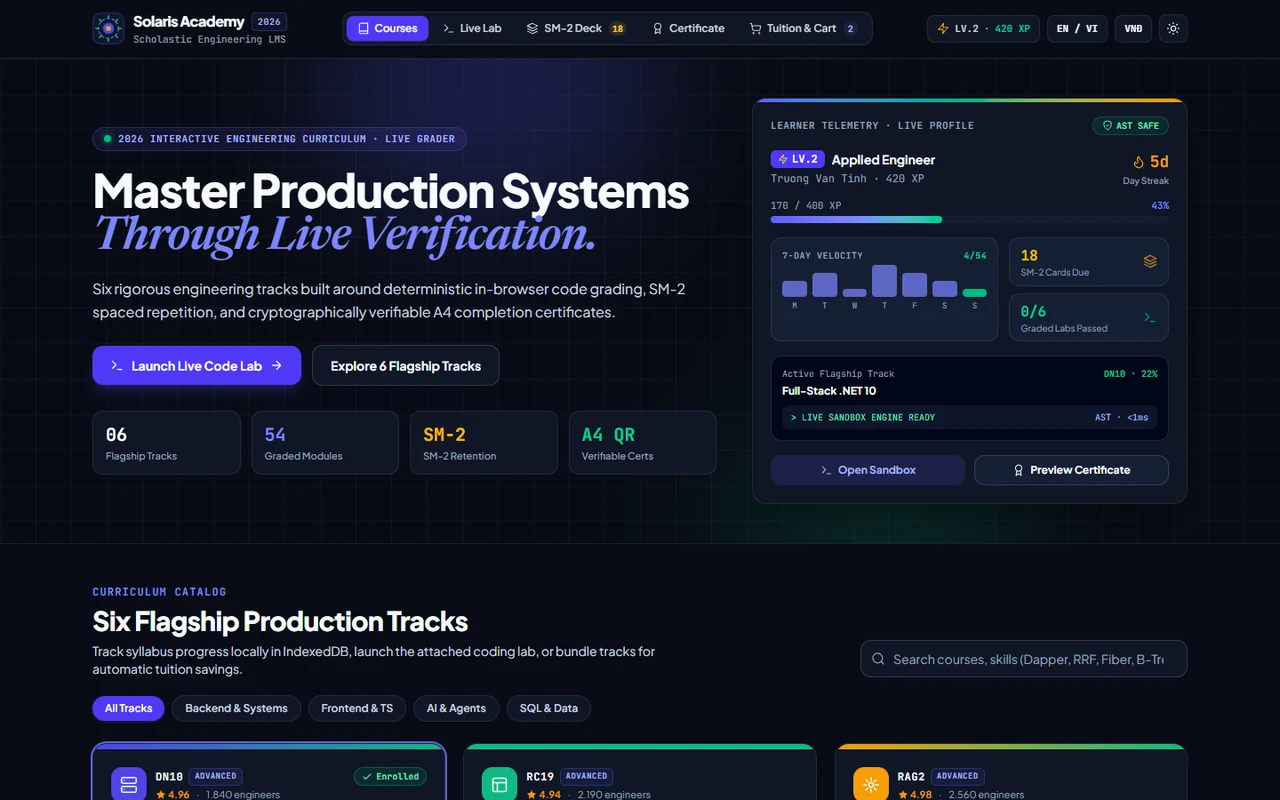 Solaris Academy 2026
Scholastic Engineering LMS
Courses
Live Lab
SM-2 Deck 18
Certificate
Tuition & Cart 2
LV.2 · 420 XP
EN / VI
VNĐ
2026 INTERACTIVE ENGINEERING CURRICULUM · LIVE GRADER
Master Production Systems
Through Live Verification.
Six rigorous engineering tracks built around deterministic in-browser code grading, SM-2
spaced repetition, and cryptographically verifiable A4 completion certificates.
Launch Live Code Lab
Explore 6 Flagship Tracks
06
Flagship Tracks
54
Graded Modules
SM-2
SM-2 Retention
A4 QR
Verifiable Certs
LEARNER TELEMETRY · LIVE PROFILE
AST SAFE
LV.2 Applied Engineer
Truong Van Tinh · 420 XP
5d
Day Streak
170 / 400 XP
43%
7-DAY VELOCITY
4/54
M T W T F S S
18
SM-2 Cards Due
0/6
Graded Labs Passed
Active Flagship Track
DN10 · 22%
Full-Stack .NET 10
> LIVE SANDBOX ENGINE READY
AST · <1ms
Open Sandbox
Preview Certificate
CURRICULUM CATALOG
Six Flagship Production Tracks
Track syllabus progress locally in IndexedDB, launch the attached coding lab, or bundle tracks for
automatic tuition savings.
Search courses, skills (Dapper, RRF, Fiber, B-Tre
All Tracks
Backend & Systems
Frontend & TS
AI & Agents
SQL & Data
DN10 ADVANCED
Enrolled
4.96 · 1.840 engineers
RC19 ADVANCED
4.94 · 2.190 engineers
RAG2 ADVANCED
4.98 · 2.560 engineers